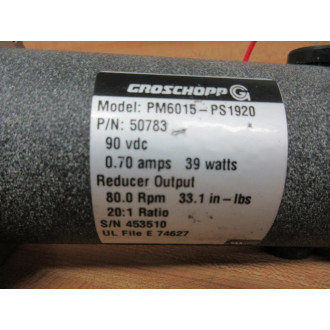 GROSCHOPP G
Model: PM6015-PS1920
P/N: 50783
90 vdc
0.70 amps 39 watts
Reducer Output
80.0 Rpm 33.1 in-lbs
20:1 Ratio
S/N 453510
UL File E 74627